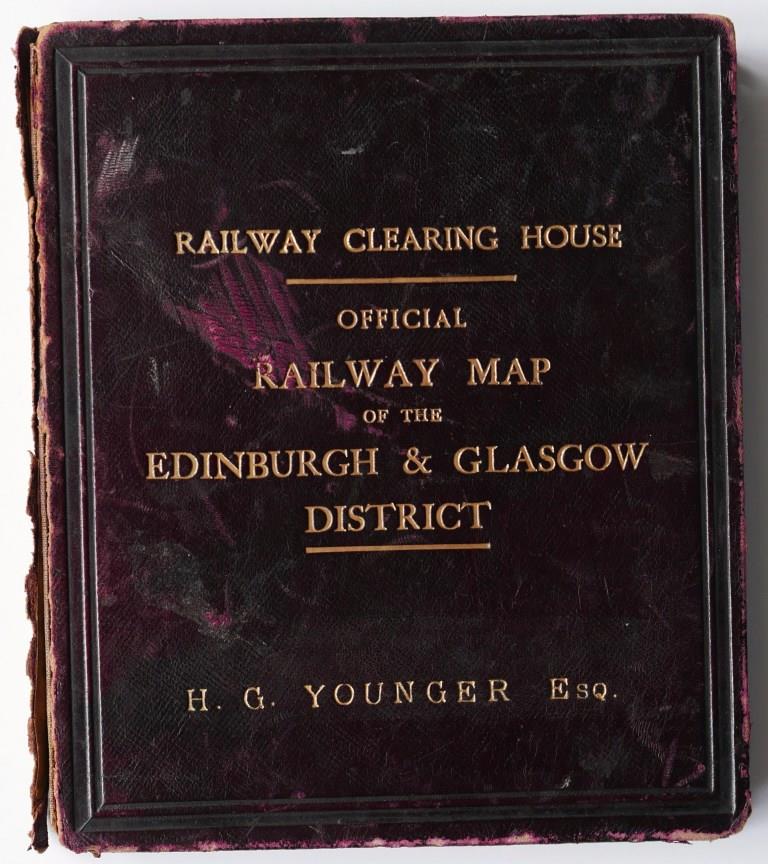 RAILWAY CLEARING HOUSE
OFFICIAL
RAILWAY MAP
OF THE
EDINBURGH & GLASGOW
DISTRICT
H. G. YOUNGER ESQ.